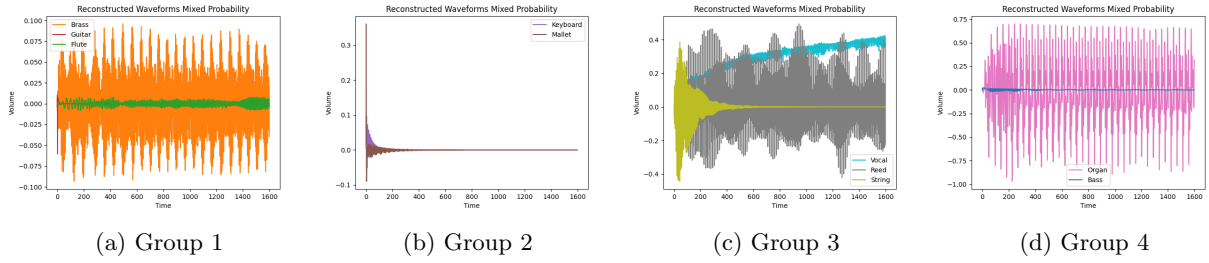 Reconstructed Waveforms Mixed Probability
Volume
0.100
0.075
0.050
0.025
0.000
−0.025
−0.050
−0.075
−0.100
Brass
Guitar
Flute
0 200 400 600 800 1000 1200 1400 1600
Time
(a) Group 1
Reconstructed Waveforms Mixed Probability
Volume
0.3
0.2
0.1
0.0
−0.1
Keyboard
Mallet
0 200 400 600 800 1000 1200 1400 1600
Time
(b) Group 2
Reconstructed Waveforms Mixed Probability
Volume
0.4
0.2
0.0
−0.2
−0.4
Vocal
Reed
String
0 200 400 600 800 1000 1200 1400 1600
Time
(c) Group 3
Reconstructed Waveforms Mixed Probability
Volume
0.75
0.50
0.25
0.00
−0.25
−0.50
−0.75
−1.00
Organ
Bass
0 200 400 600 800 1000 1200 1400 1600
Time
(d) Group 4